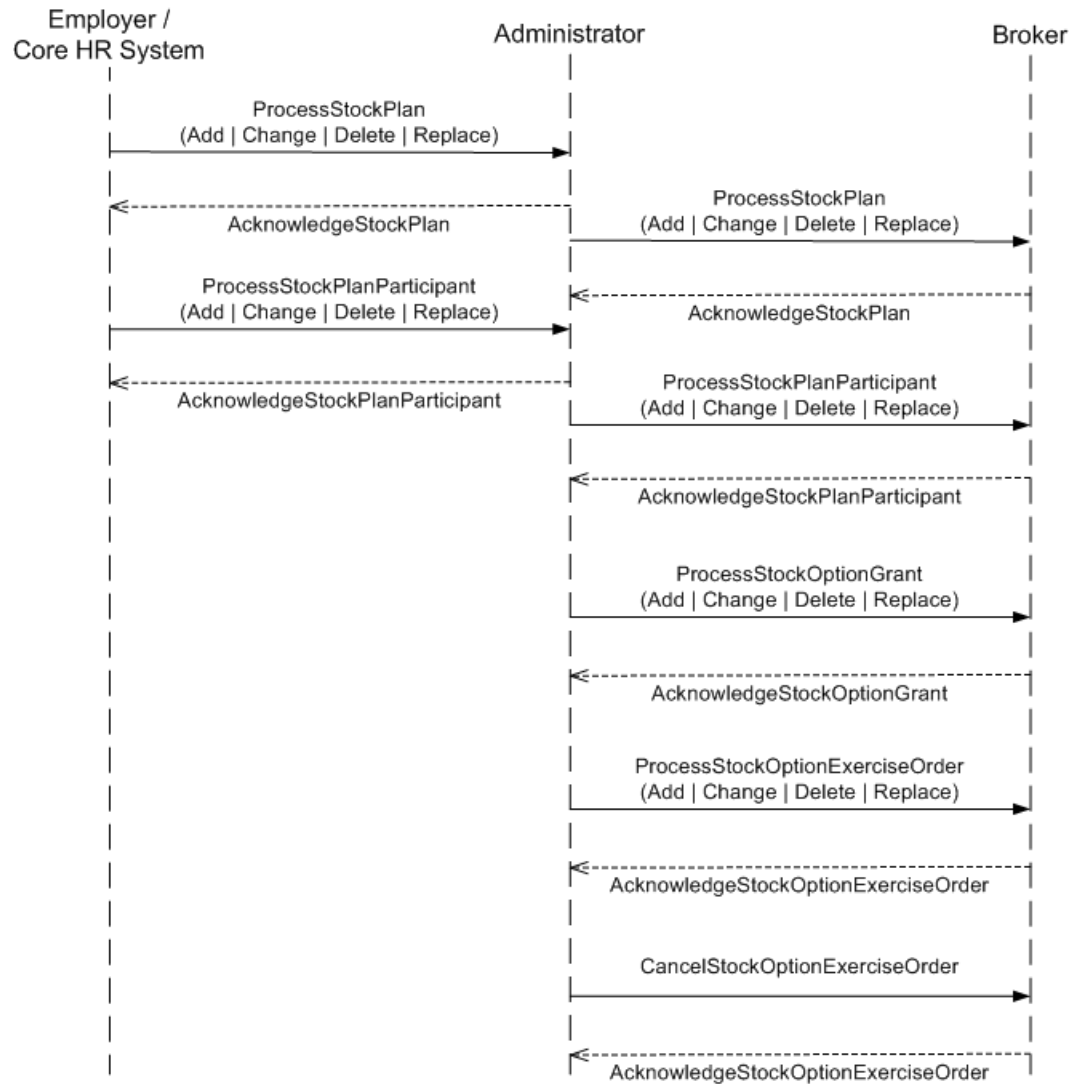 Employer /
Core HR System
Administrator
Broker
ProcessStockPlan
(Add | Change | Delete | Replace)
AcknowledgeStockPlan
ProcessStockPlan
(Add | Change | Delete | Replace)
ProcessStockPlanParticipant
(Add | Change | Delete | Replace)
AcknowledgeStockPlan
AcknowledgeStockPlanParticipant
ProcessStockPlanParticipant
(Add | Change | Delete | Replace)
AcknowledgeStockPlanParticipant
ProcessStockOptionGrant
(Add | Change | Delete | Replace)
AcknowledgeStockOptionGrant
ProcessStockOptionExerciseOrder
(Add | Change | Delete | Replace)
AcknowledgeStockOptionExerciseOrder
CancelStockOptionExerciseOrder
AcknowledgeStockOptionExerciseOrder